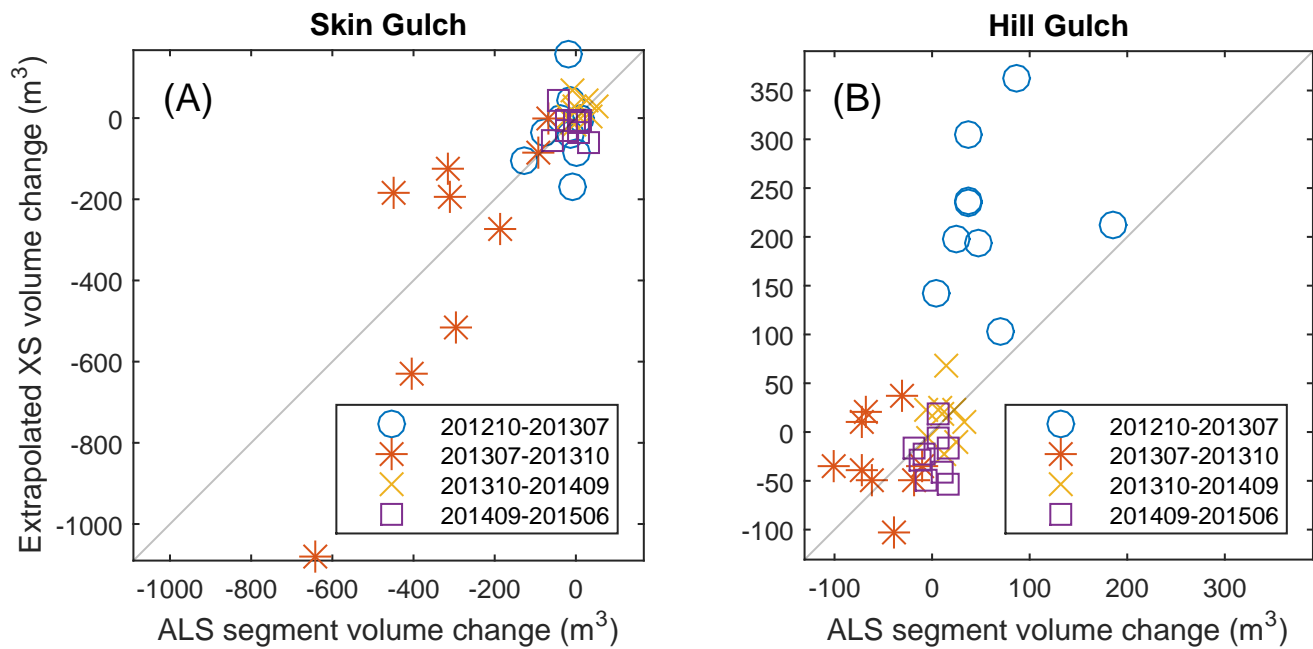 Skin Gulch
Hill Gulch
(A)
(B)
Extrapolated XS volume change (m³)
0
-200
-400
-600
-800
-1000
350
300
250
200
150
100
50
0
-50
-100
201210-201307
201307-201310
201310-201409
201409-201506
201210-201307
201307-201310
201310-201409
201409-201506
-1000 -800 -600 -400 -200 0
-100 0 100 200 300
ALS segment volume change (m³)
ALS segment volume change (m³)